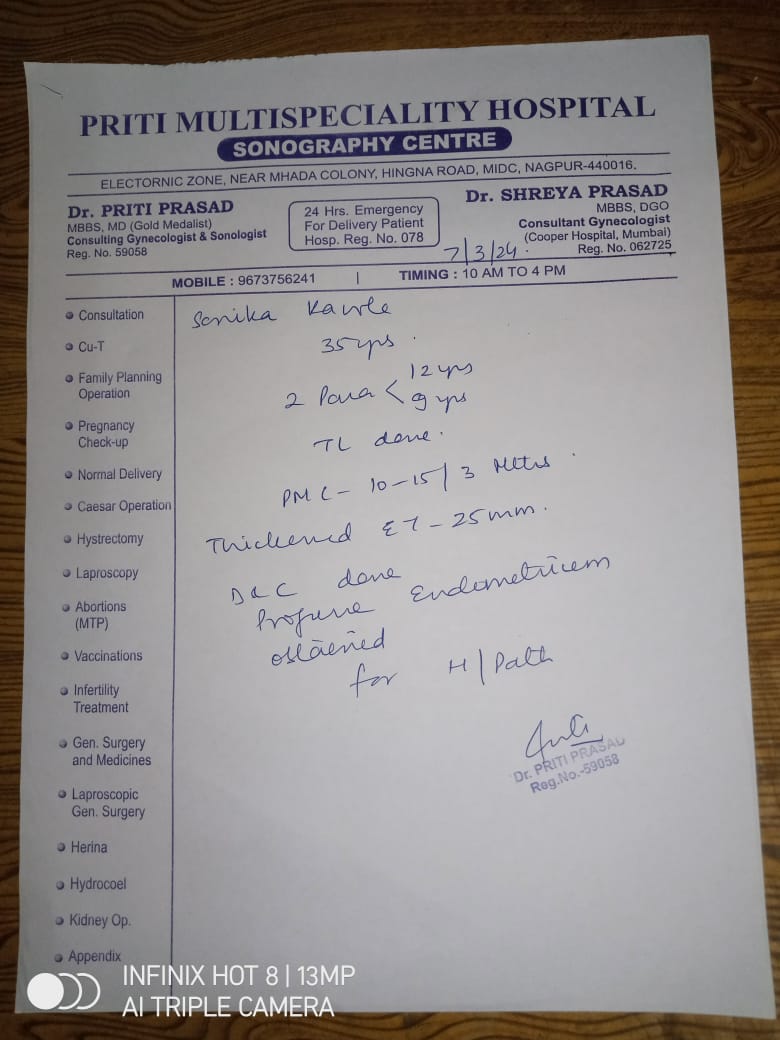 PRITI MULTISPECIALITY HOSPITAL
SONOGRAPHY CENTRE
ELECTORNIC ZONE, NEAR MHADA COLONY, HINGNA ROAD, MIDC, NAGPUR-440016.
Dr. PRITI PRASAD
MBBS, MD (Gold Medalist)
Consulting Gynecologist & Sonologist
Reg. No. 59058
24 Hrs. Emergency
For Delivery Patient
Hosp. Reg. No. 078
Dr. SHREYA PRASAD
MBBS, DGO
Consultant Gynecologist
(Cooper Hospital, Mumbai)
Reg. No. 062725
7/3/24.
MOBILE : 9673756241 | TIMING : 10 AM TO 4 PM
Consultation
Cu-T
Family Planning
Operation
Pregnancy
Check-up
Normal Delivery
Caesar Operation
Hystrectomy
Laproscopy
Abortions
(MTP)
Vaccinations
Infertility
Treatment
Gen. Surgery
and Medicines
Laproscopic
Gen. Surgery
Herina
Hydrocoel
Kidney Op.
Appendix
35 yrs.
2 Para < 12 yrs
9 yrs
TL done.
PMC - 10-15/3
Thickened ET - 25mm.
D&C done
Profuse Endometrium
obtained
for H/Path
Dr. PRITI PRASAD
Reg.No.-59058
INFINIX HOT 8 | 13MP
AI TRIPLE CAMERA